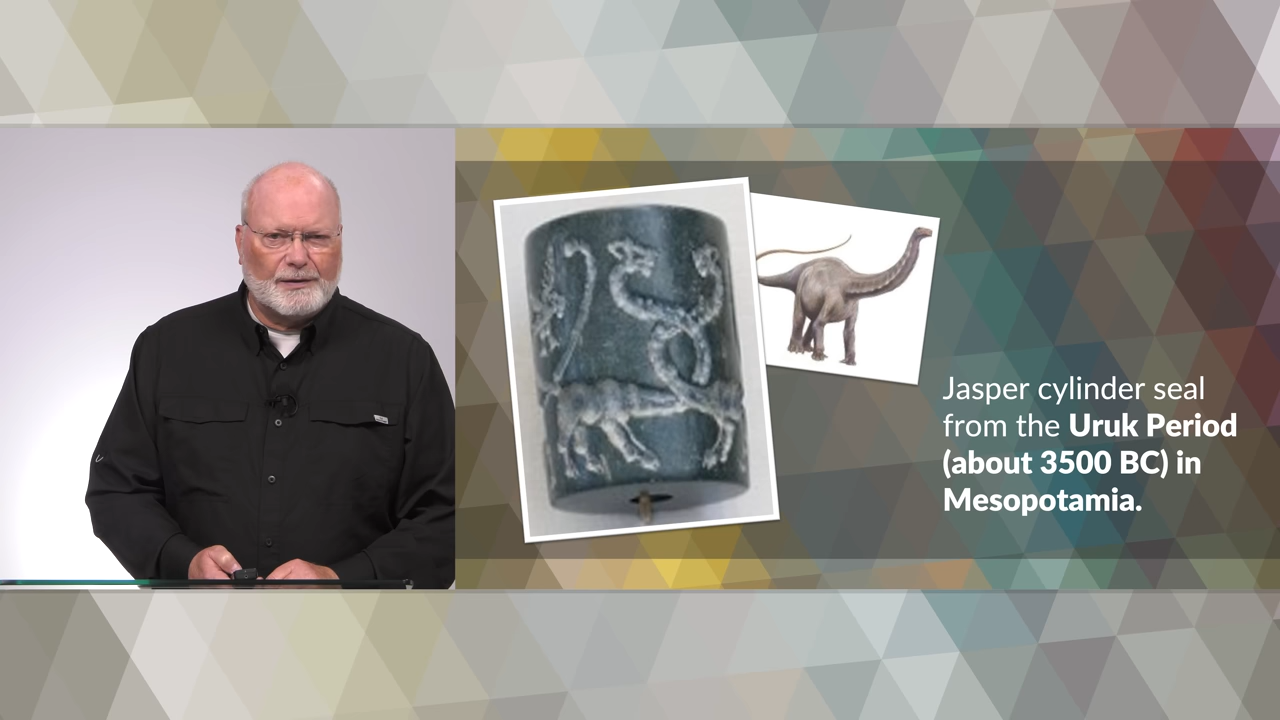 Jasper cylinder seal
from the Uruk Period
(about 3500 BC) in
Mesopotamia.